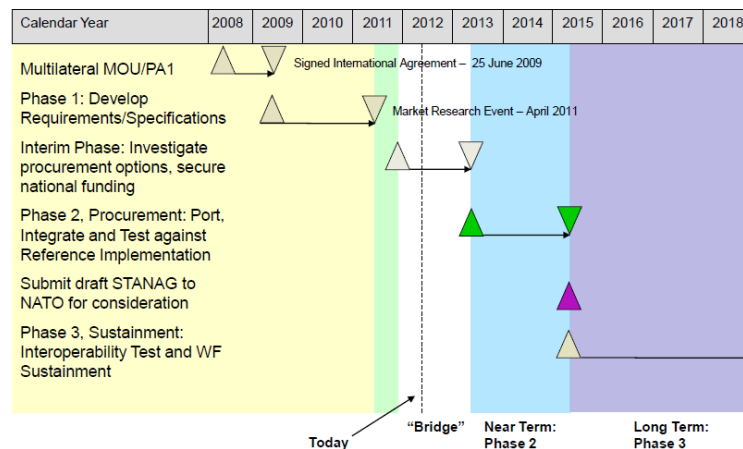 Calendar Year 2008 2009 2010 2011 2012 2013 2015 2016 2017 2018
Multilateral MOU/PA1
Signed International Agreement – 25 June 2009
Phase 1: Develop
Requirements/Specifications
Market Research Event – April 2011
Interim Phase: Investigate
procurement options, secure
national funding
Phase 2, Procurement: Port,
Integrate and Test against
Reference Implementation
Submit draft STANAG to
NATO for consideration
Phase 3, Sustainment:
Interoperability Test and WF
Sustainment
Today
“Bridge”
Near Term:
Phase 2
Long Term:
Phase 3